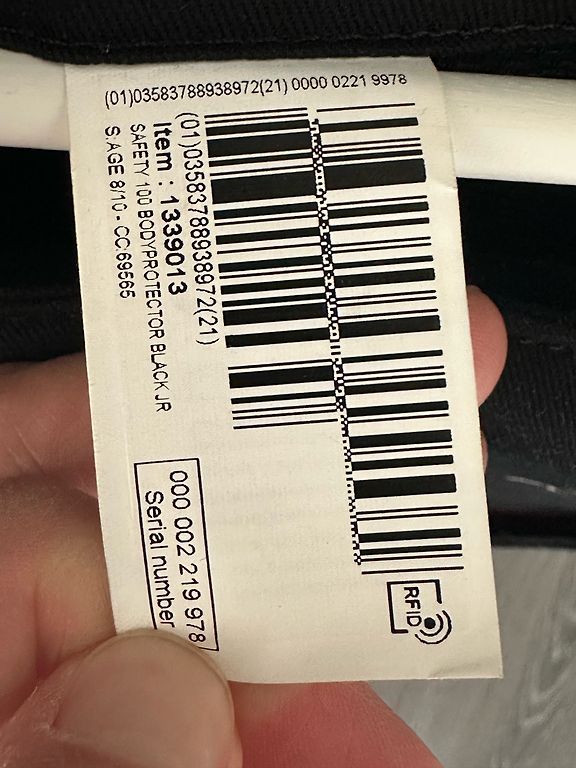 (01)03583788938972(21) 0000 0221 9978
(01)03583788938972(21)
Item : 1339013
SAFETY 100 BODYPROTECTOR BLACK JR
S:AGE 8/10 - CC:69565
000 002 219 978
Serial number
RFID